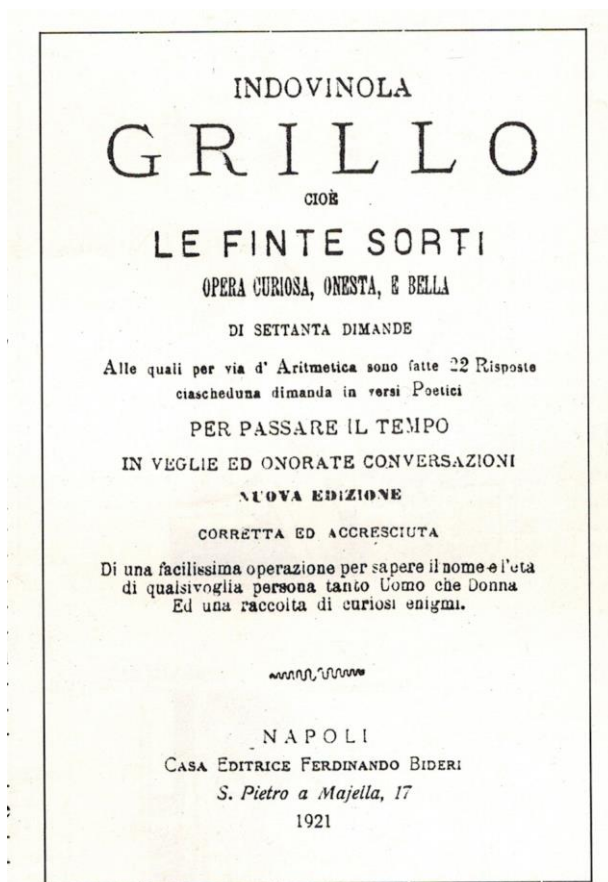 INDOVINOLA
GRILLO
CIOÈ
LE FINTE SORTI
OPERA CURIOSA, ONESTA, E BELLA
DI SETTANTA DIMANDE
Alle quali per via d' Aritmetica sono fatte 22 Risposte
ciascheduna dimanda in versi Poetici
PER PASSARE IL TEMPO
IN VEGLIE ED ONORATE CONVERSAZIONI
NUOVA EDIZIONE
CORRETTA ED ACCRESCIUTA
Di una facilissima operazione per sapere il nome e l'età
di qualsivoglia persona tanto Uomo che Donna
Ed una raccolta di curiosi enigmi.
NAPOLI
CASA EDITRICE FERDINANDO BIDERI
S. Pietro a Majella, 17
1921